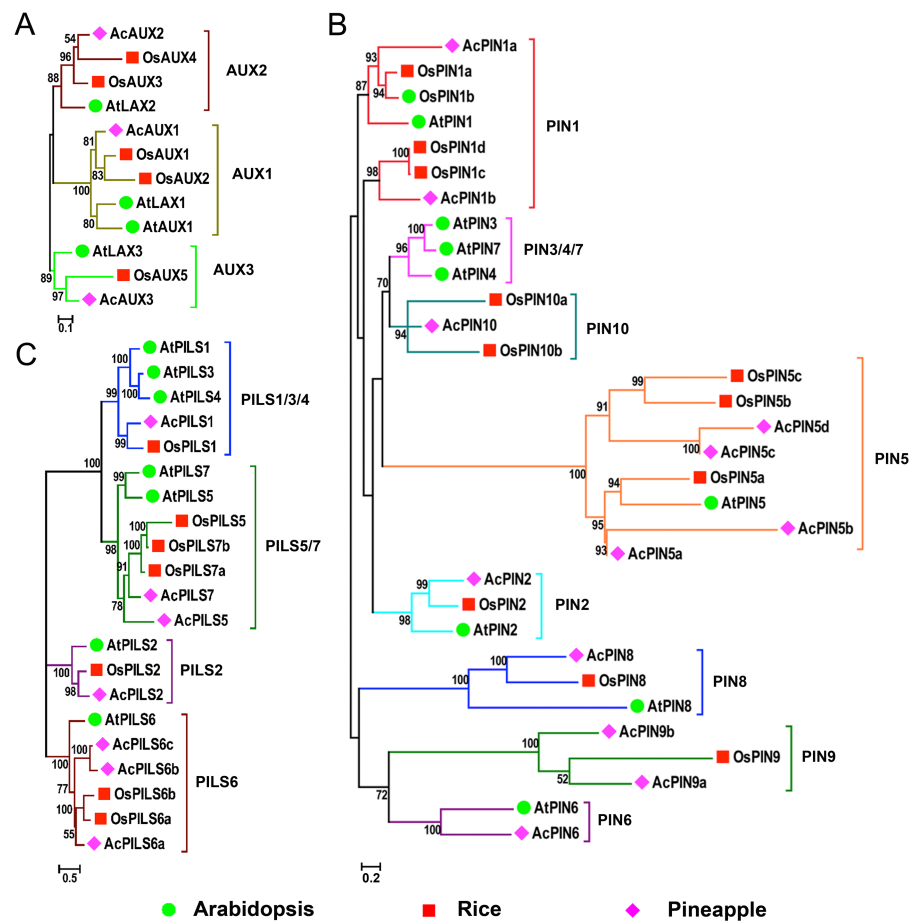 A
54
AcAUX2
96
OsAUX4
AUX2
88
OsAUX3
AtLAX2
AcAUX1
81
OsAUX1
83
OsAUX2
AUX1
100
AtLAX1
80
AtAUX1
AtLAX3
89
OsAUX5
AUX3
97
AcAUX3
0.1
B
93
AcPIN1a
OsPIN1a
87
94
OsPIN1b
AtPIN1
PIN1
100
OsPIN1d
98
OsPIN1c
AcPIN1b
100
AtPIN3
96
AtPIN7
PIN3/4/7
AtPIN4
70
OsPIN10a
AcPIN10
PIN10
94
OsPIN10b
OsPIN5c
99
OsPIN5b
91
AcPIN5d
100
AcPIN5c
PIN5
100
OsPIN5a
94
AtPIN5
95
AcPIN5b
93
AcPIN5a
99
AcPIN2
OsPIN2
PIN2
98
AtPIN2
AcPIN8
100
OsPIN8
PIN8
100
AtPIN8
AcPIN9b
100
OsPIN9
PIN9
52
AcPIN9a
72
AtPIN6
PIN6
100
AcPIN6
0.2
C
AtPILS1
100
AtPILS3
99
100
AtPILS4
PILS1/3/4
AcPILS1
99
OsPILS1
100
AtPILS7
99
AtPILS5
OsPILS5
100
100
OsPILS7b
PILS5/7
98
91
OsPILS7a
AcPILS7
78
AcPILS5
AtPILS2
100
OsPILS2
PILS2
98
AcPILS2
AtPILS6
AcPILS6c
100
100
AcPILS6b
PILS6
77
OsPILS6b
100
OsPILS6a
55
AcPILS6a
0.5
Arabidopsis
Rice
Pineapple